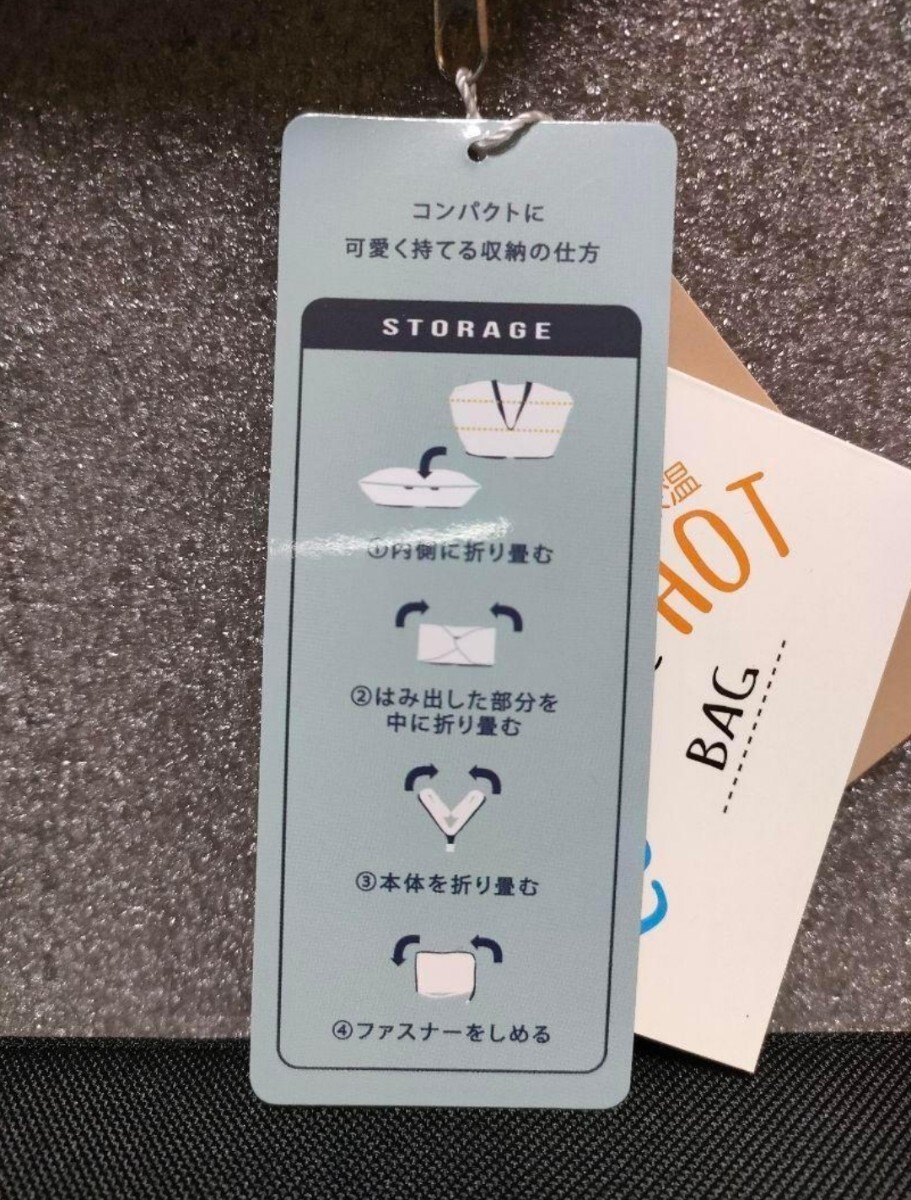 コンパクトに
可愛く持てる収納の仕方
STORAGE
①内側に折り畳む
②はみ出した部分を
中に折り畳む
③本体を折り畳む
④ファスナーをしめる
温
HOT
BAG